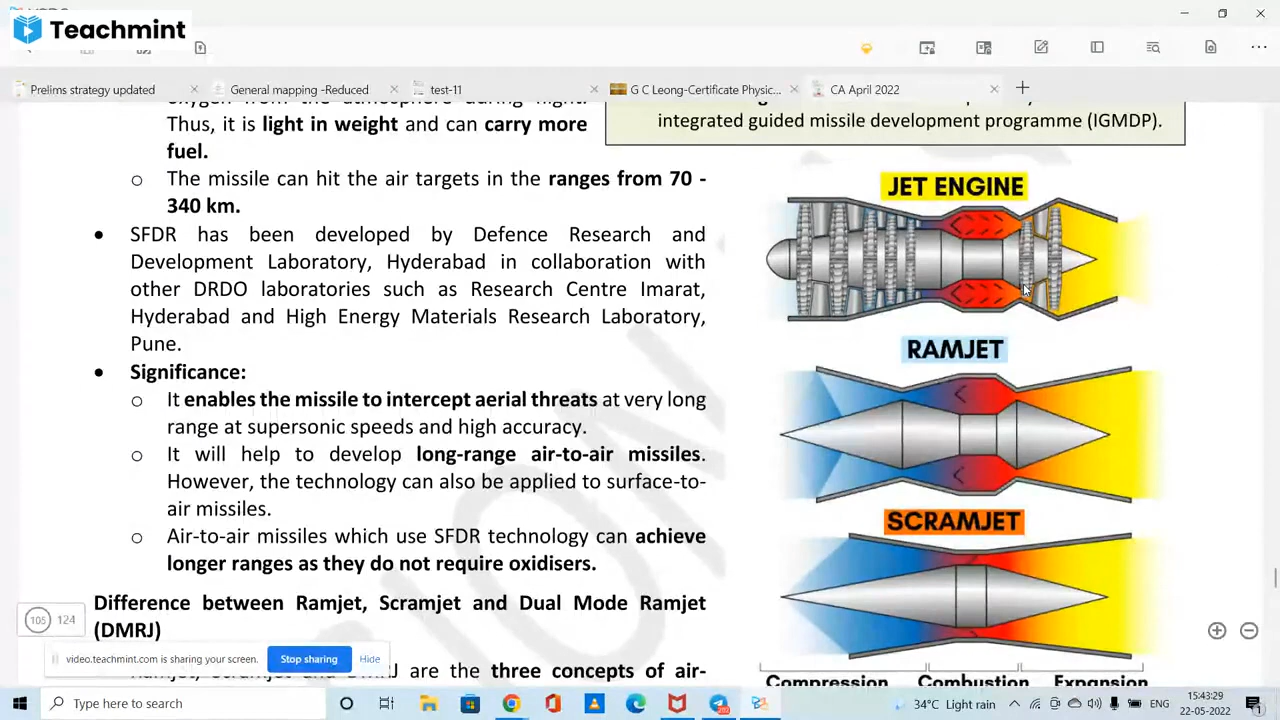 Teachmint
Prelims strategy updated
General mapping -Reduced
test-11
G C Leong-Certificate Physic...
CA April 2022
oxygen from the atmosphere during flight.
Thus, it is light in weight and can carry more
fuel.
integrated guided missile development programme (IGMDP).
○ The missile can hit the air targets in the ranges from 70 -
340 km.
• SFDR has been developed by Defence Research and
Development Laboratory, Hyderabad in collaboration with
other DRDO laboratories such as Research Centre Imarat,
Hyderabad and High Energy Materials Research Laboratory,
Pune.
• Significance:
○ It enables the missile to intercept aerial threats at very long
range at supersonic speeds and high accuracy.
○ It will help to develop long-range air-to-air missiles.
However, the technology can also be applied to surface-to-
air missiles.
○ Air-to-air missiles which use SFDR technology can achieve
longer ranges as they do not require oxidisers.
Difference between Ramjet, Scramjet and Dual Mode Ramjet
(DMRJ)
are the three concepts of air-
JET ENGINE
RAMJET
SCRAMJET
Compression Combustion Expansion
105 124
video.teachmint.com is sharing your screen.
Stop sharing
Hide
Type here to search
34°C Light rain
ENG
15:43:29
22-05-2022